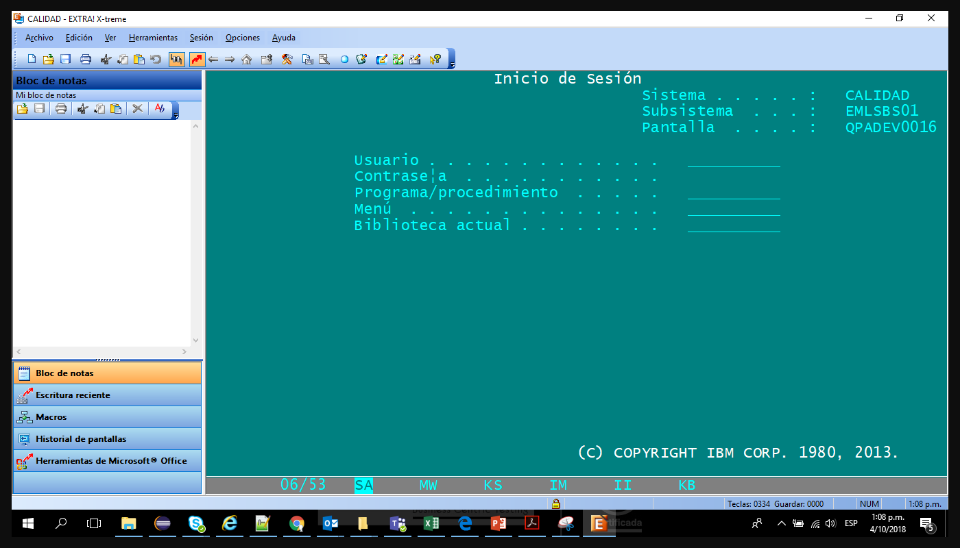 CALIDAD - EXTRA! X-treme
Archivo Edición Ver Herramientas Sesión Opciones Ayuda
Bloc de notas
Mi bloc de notas
Inicio de Sesión
Sistema . . . . . : CALIDAD
Subsistema . . . : EMLSBS01
Pantalla . . . . : QPADEV0016
Usuario . . . . . . . . . . . . .
Contrase¦a . . . . . . . . . . .
Programa/procedimiento . . . . .
Menú . . . . . . . . . . . . . .
Biblioteca actual . . . . . . . .
Bloc de notas
Escritura reciente
Macros
Historial de pantallas
Herramientas de Microsoft® Office
(C) COPYRIGHT IBM CORP. 1980, 2013.
06/53 SA MW KS IM II KB
Teclas: 0334 Guardar: 0000 NUM 1:08 p.m.
ESP
1:08 p.m.
4/10/2018
5